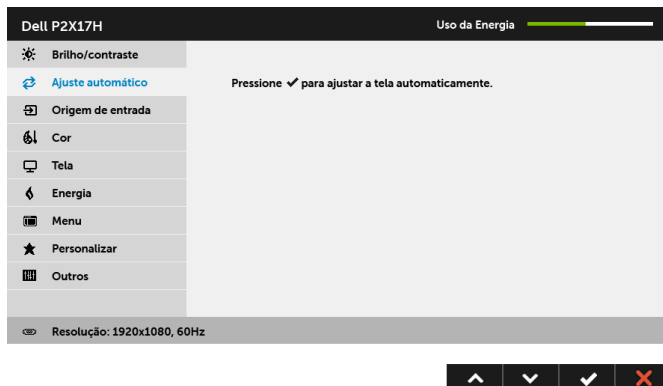 Dell P2X17H
Uso da Energia
Brilho/contraste
Ajuste automático
Pressione ✔ para ajustar a tela automaticamente.
Origem de entrada
Cor
Tela
Energia
Menu
Personalizar
Outros
Resolução: 1920x1080, 60Hz